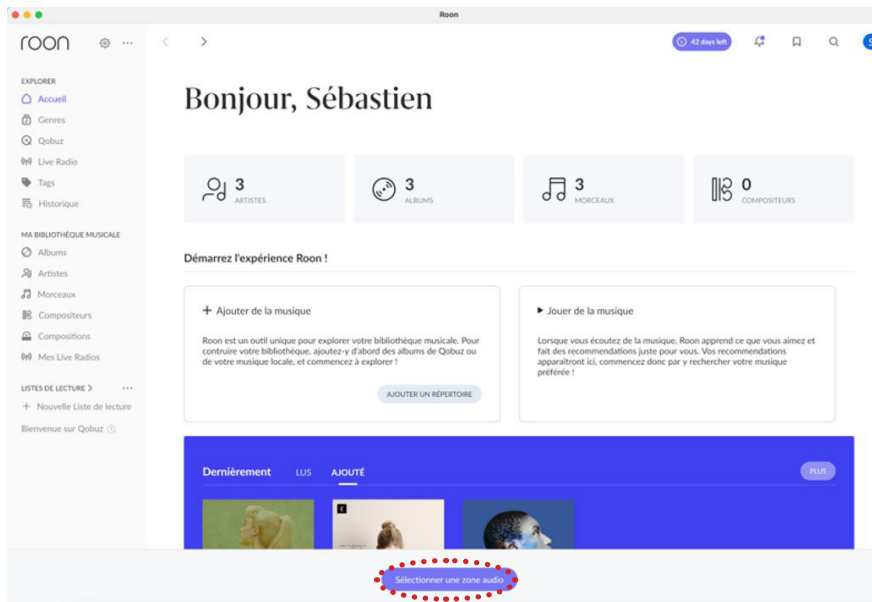 Roon
roon
42 days left
S
EXPLORER
Accueil
Genres
Qobuz
Live Radio
Tags
Historique
MA BIBLIOTHÉQUE MUSICALE
Albums
Artistes
Morceaux
Compositeurs
Compositions
Mes Live Radios
LISTES DE LECTURE
Nouvelle Liste de lecture
Bienvenue sur Qobuz
Bonjour, Sébastien
3
ARTISTES
3
ALBUMS
3
MORCEAUX
0
COMPOSITEURS
Démarrez l'expérience Roon !
Ajouter de la musique
Roon est un outil unique pour explorer votre bibliothèque musicale. Pour
contruire votre bibliothèque, ajoutez-y d'abord des albums de Qobuz ou
de votre musique locale, et commencez à explorer !
AJOUTER UN RÉPERTOIRE
Jouer de la musique
Lorsque vous écoutez de la musique, Roon apprend ce que vous aimez et
fait des recommendations juste pour vous. Vos recommendations
apparaîtront ici, commencez donc par y rechercher votre musique
préférée !
Dernièrement LUS AJOUTÉ
PLUS
Sélectionner une zone audio